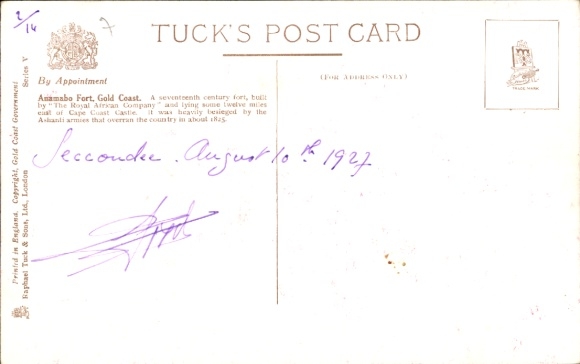 2/14
7
TUCK'S POST CARD
By Appointment
(FOR ADDRESS ONLY)
TRADE MARK
Anamabo Fort, Gold Coast. A seventeenth century fort, built
by "The Royal African Company" and lying some twelve miles
east of Cape Coast Castle. It was heavily besieged by the
Ashanti armies that overran the country in about 1825.
Seccondee. August 10th 1927
Series V
Printed in England. Copyright, Gold Coast Government
Raphael Tuck & Sons, Ltd., London